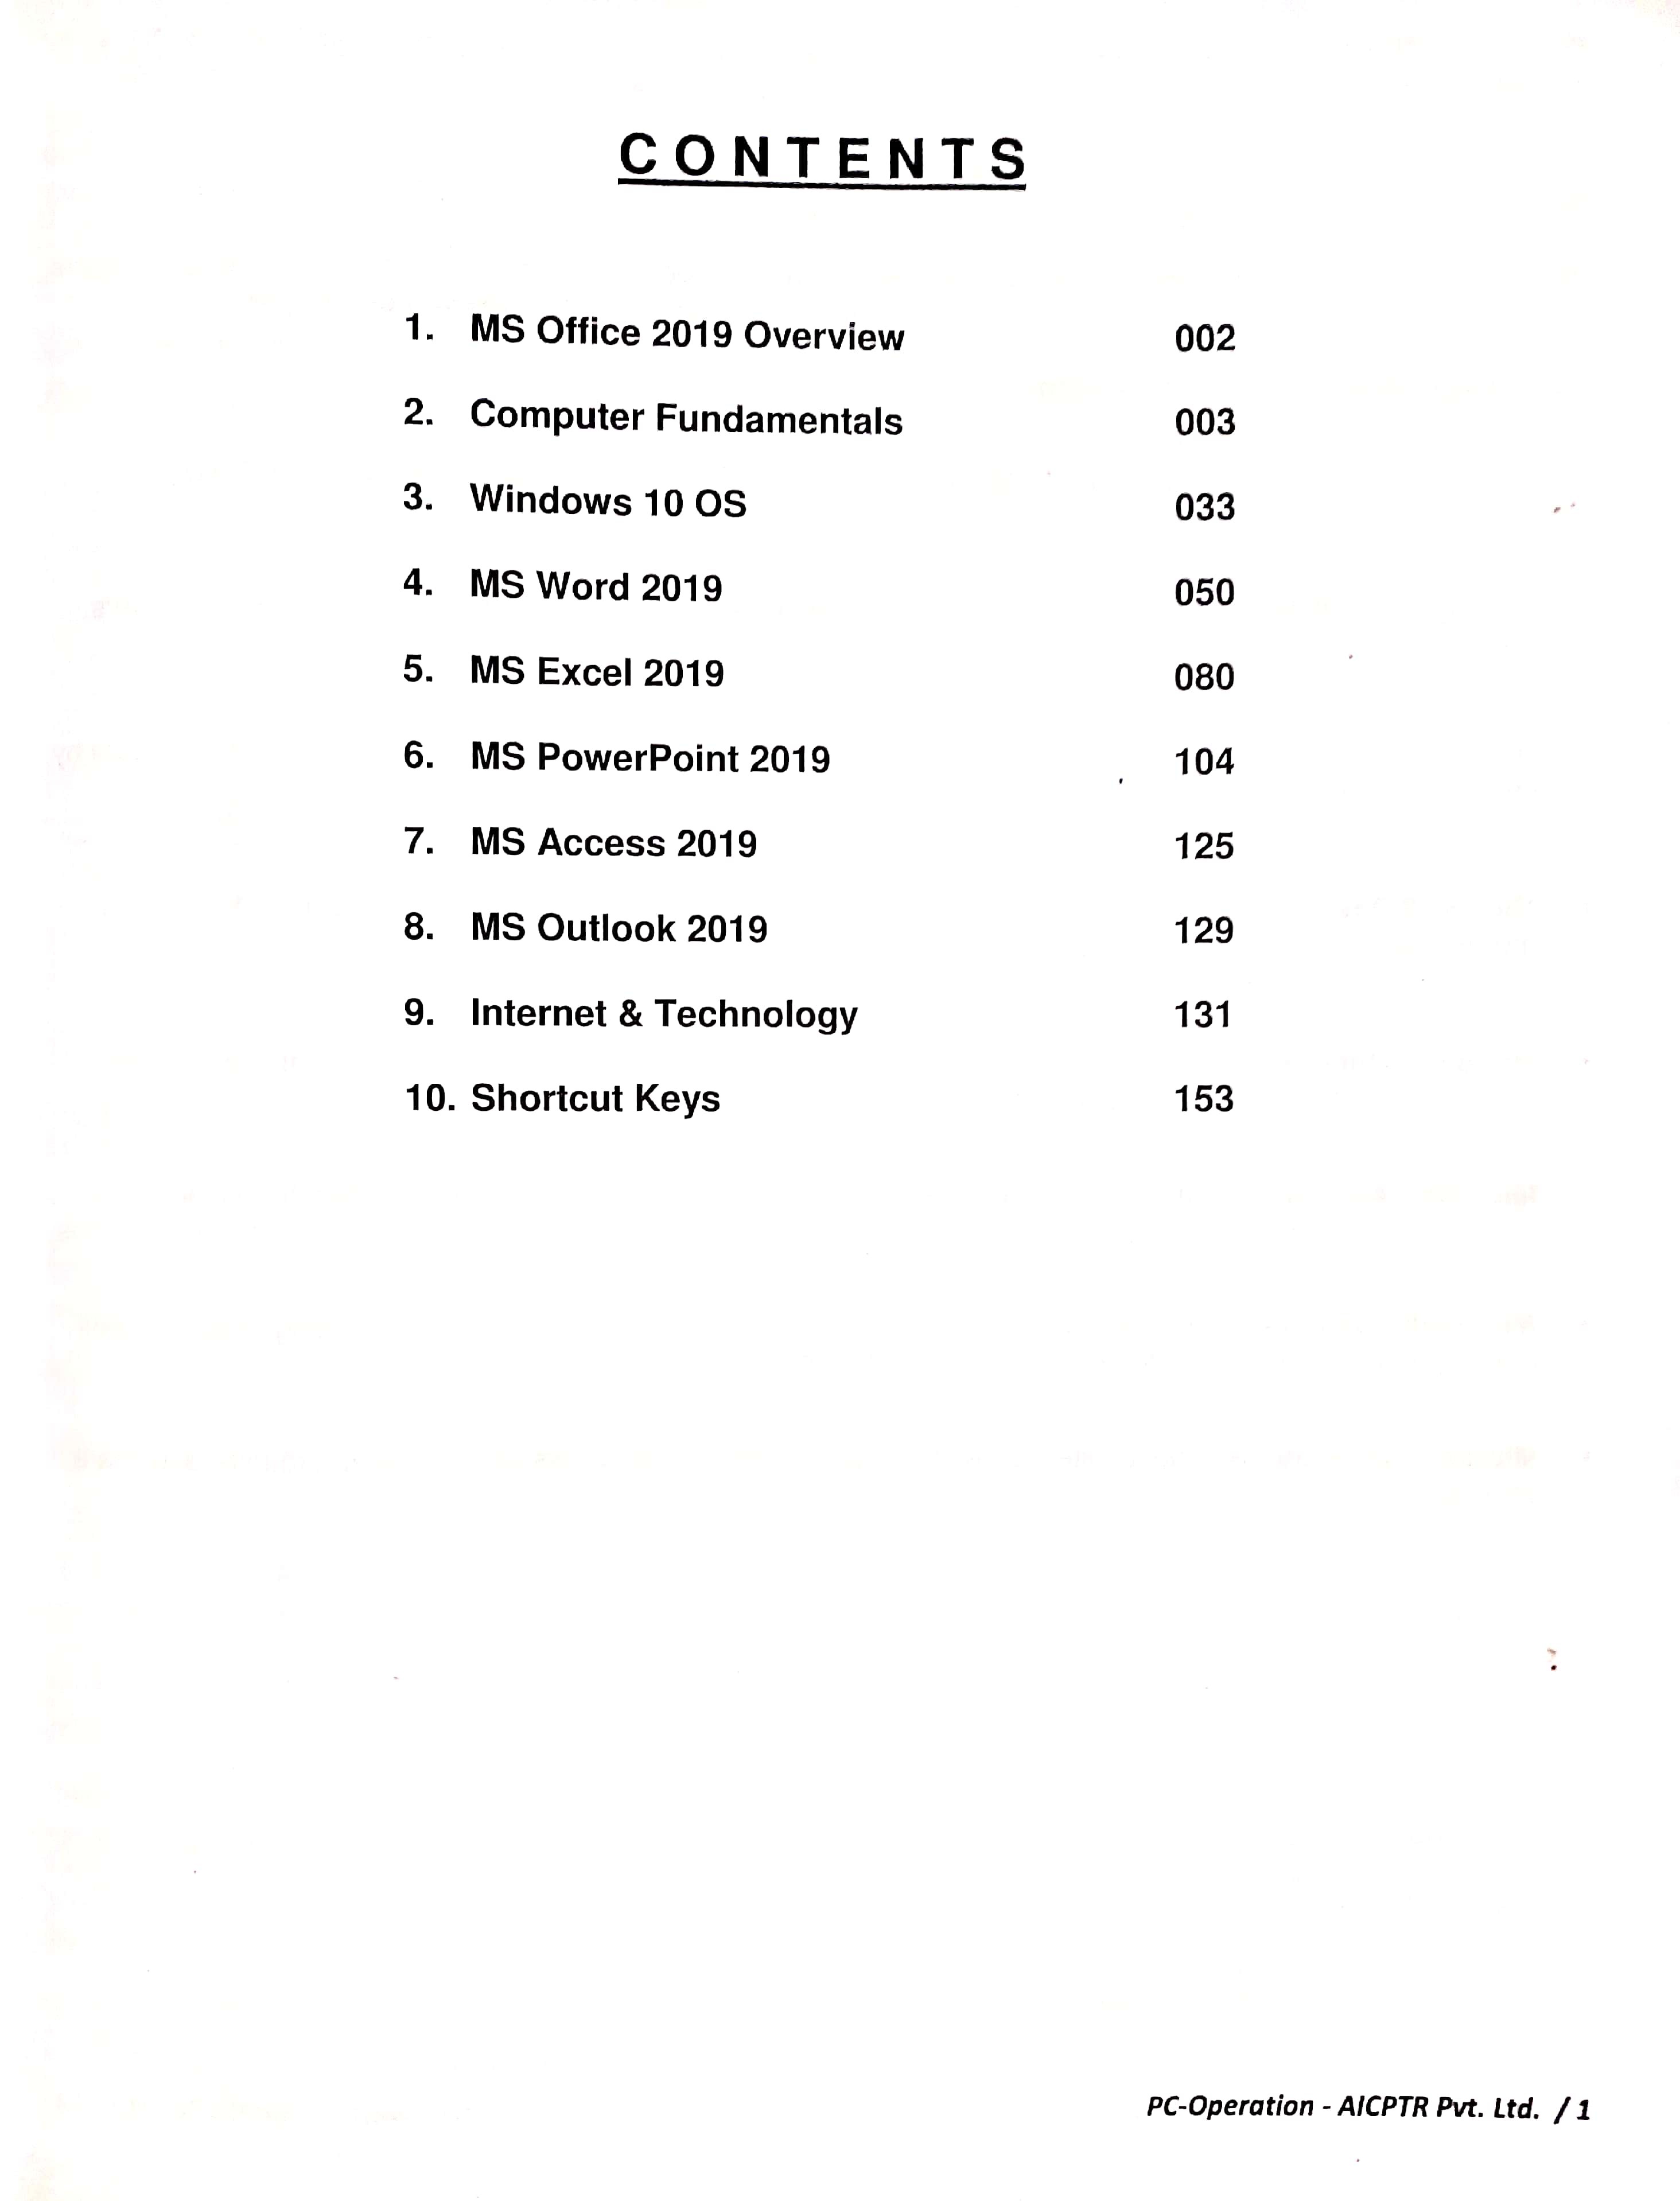 CONTENTS
1. MS Office 2019 Overview 002
2. Computer Fundamentals 003
3. Windows 10 OS 033
4. MS Word 2019 050
5. MS Excel 2019 080
6. MS PowerPoint 2019 104
7. MS Access 2019 125
8. MS Outlook 2019 129
9. Internet & Technology 131
10. Shortcut Keys 153
PC-Operation - AICPTR Pvt. Ltd. / 1